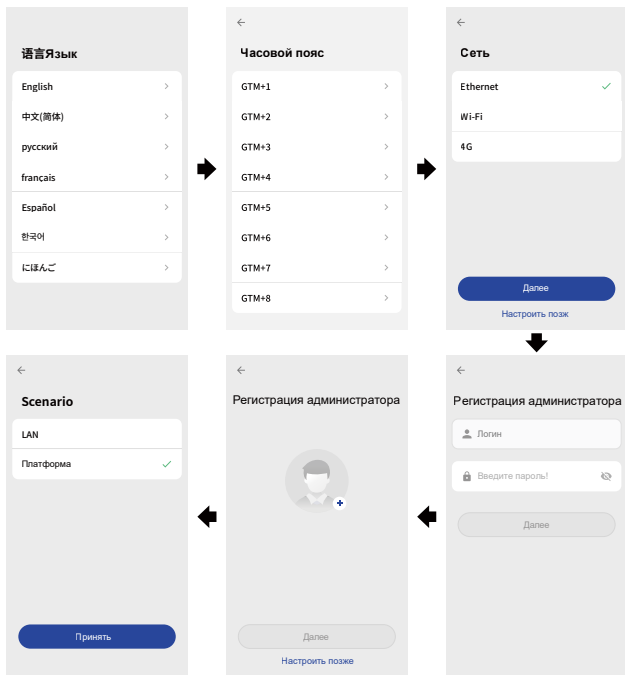 语言Язык
English
中文(简体)
русский
français
Español
한국어
にほんご
Часовой пояс
GTM+1
GTM+2
GTM+3
GTM+4
GTM+5
GTM+6
GTM+7
GTM+8
Сеть
Ethernet
Wi-Fi
4G
Далее
Настроить позж
Регистрация администратора
Логин
Введите пароль!
Далее
Регистрация администратора
Далее
Настроить позже
Scenario
LAN
Платформа
Принять